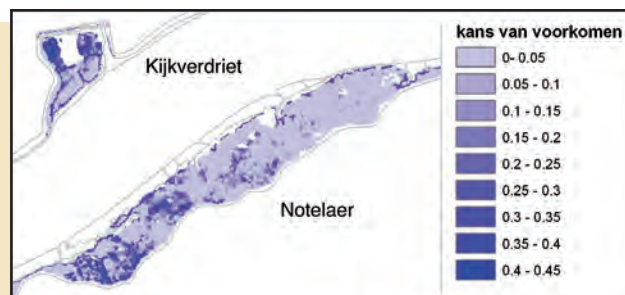 Kijkverdriet
Notelaer
kans van voorkomen
0- 0.05
0.05 - 0.1
0.1 - 0.15
0.15 - 0.2
0.2 - 0.25
0.25 - 0.3
0.3 - 0.35
0.35 - 0.4
0.4 - 0.45